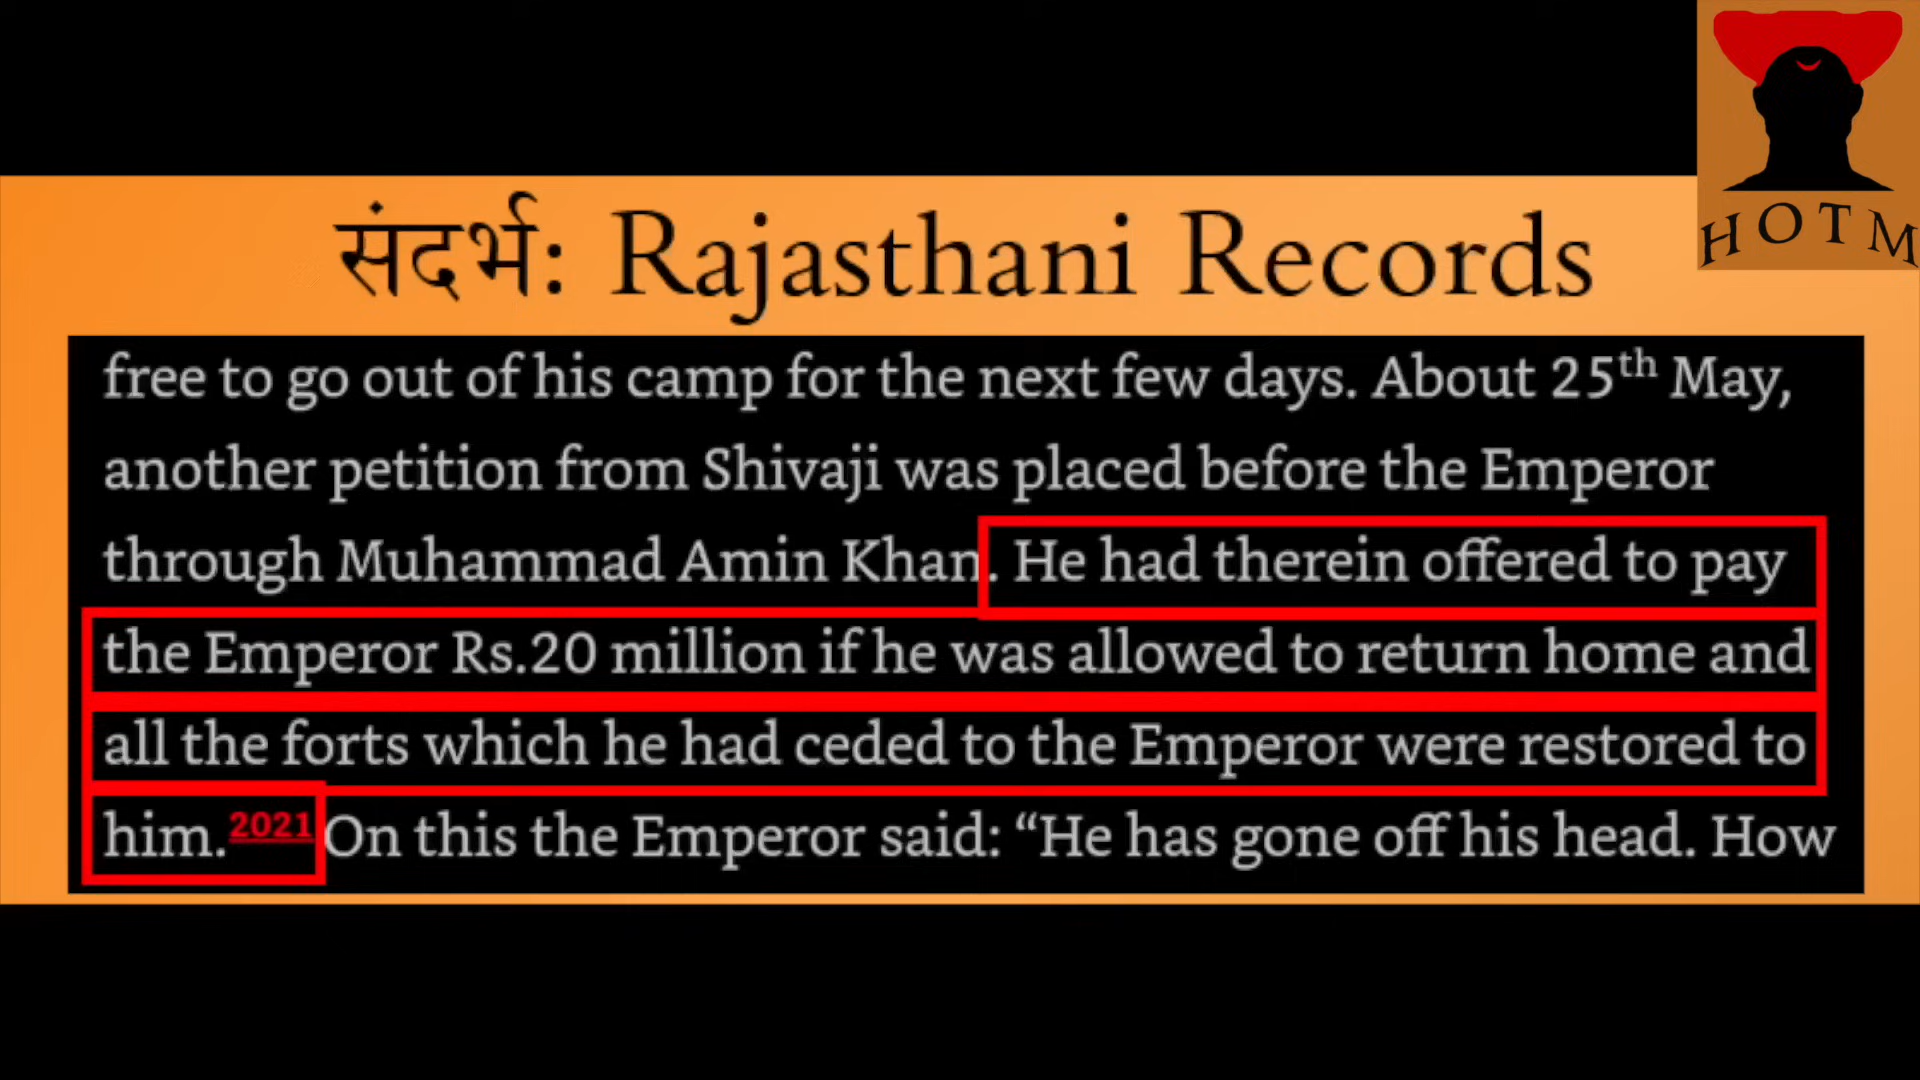 HOTM
संदर्भ: Rajasthani Records
free to go out of his camp for the next few days. About 25th May,
another petition from Shivaji was placed before the Emperor
through Muhammad Amin Khan. He had therein offered to pay
the Emperor Rs.20 million if he was allowed to return home and
all the forts which he had ceded to the Emperor were restored to
him.2021 On this the Emperor said: “He has gone off his head. How